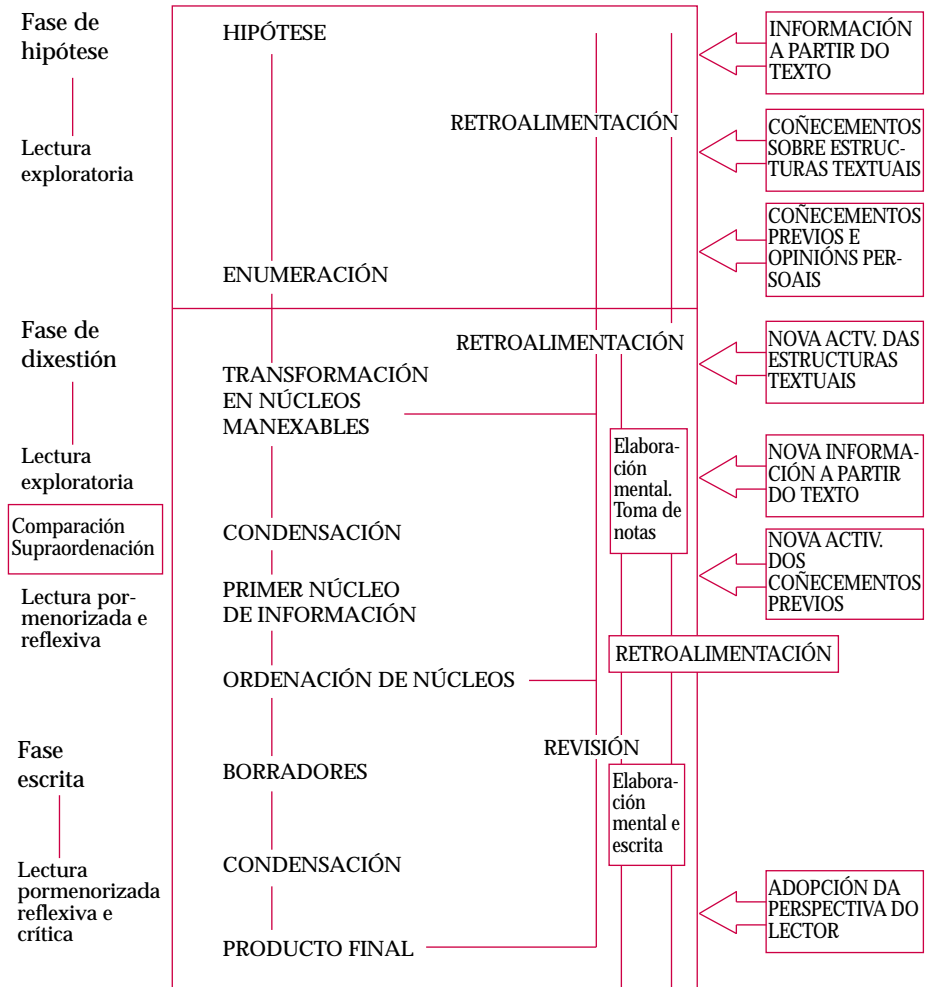 Fase de
hipótese
Lectura
exploratoria
HIPÓTESE
RETROALIMENTACIÓN
ENUMERACIÓN
INFORMACIÓN
A PARTIR DO
TEXTO
COÑECEMENTOS
SOBRE ESTRUC-
TURAS TEXTUAIS
COÑECEMENTOS
PREVIOS E
OPINIÓNS PER-
SOAIS
Fase de
dixestión
Lectura
exploratoria
Comparación
Supraordenación
Lectura por-
menorizada e
reflexiva
RETROALIMENTACIÓN
TRANSFORMACIÓN
EN NÚCLEOS
MANEXABLES
Elabora-
ción
mental.
Toma de
notas
CONDENSACIÓN
PRIMER NÚCLEO
DE INFORMACIÓN
RETROALIMENTACIÓN
ORDENACIÓN DE NÚCLEOS
NOVA ACTV. DAS
ESTRUCTURAS
TEXTUAIS
NOVA INFORMA-
CIÓN A PARTIR
DO TEXTO
NOVA ACTIV.
DOS
COÑECEMENTOS
PREVIOS
Fase
escrita
Lectura
pormenorizada
reflexiva e
crítica
REVISIÓN
BORRADORES
Elabora-
ción
mental e
escrita
CONDENSACIÓN
PRODUCTO FINAL
ADOPCIÓN DA
PERSPECTIVA DO
LECTOR